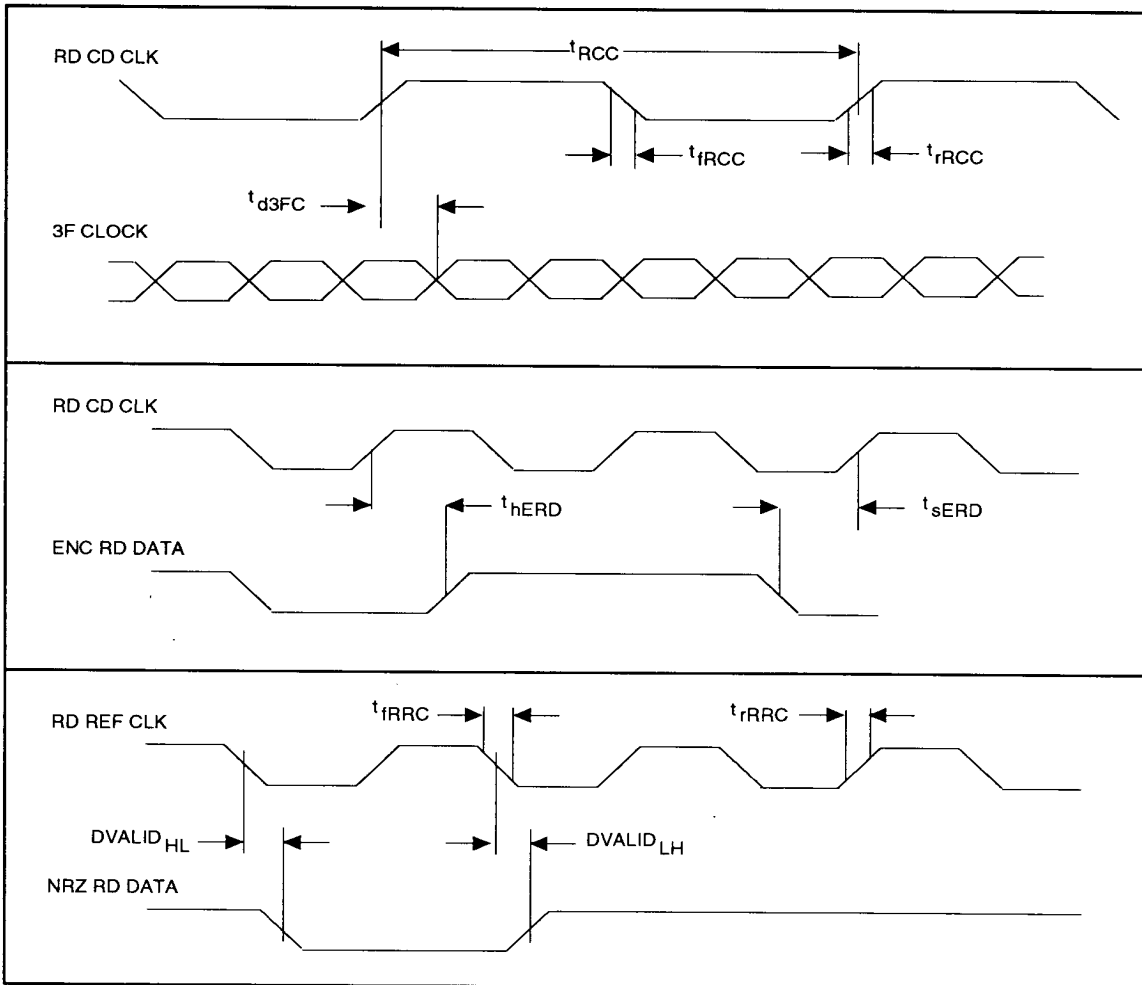 tRCC
RD CD CLK
tfRCC
trRCC
td3FC
3F CLOCK
RD CD CLK
thERD
tsERD
ENC RD DATA
tfRRC
trRRC
RD REF CLK
DVALIDHL
DVALIDLH
NRZ RD DATA